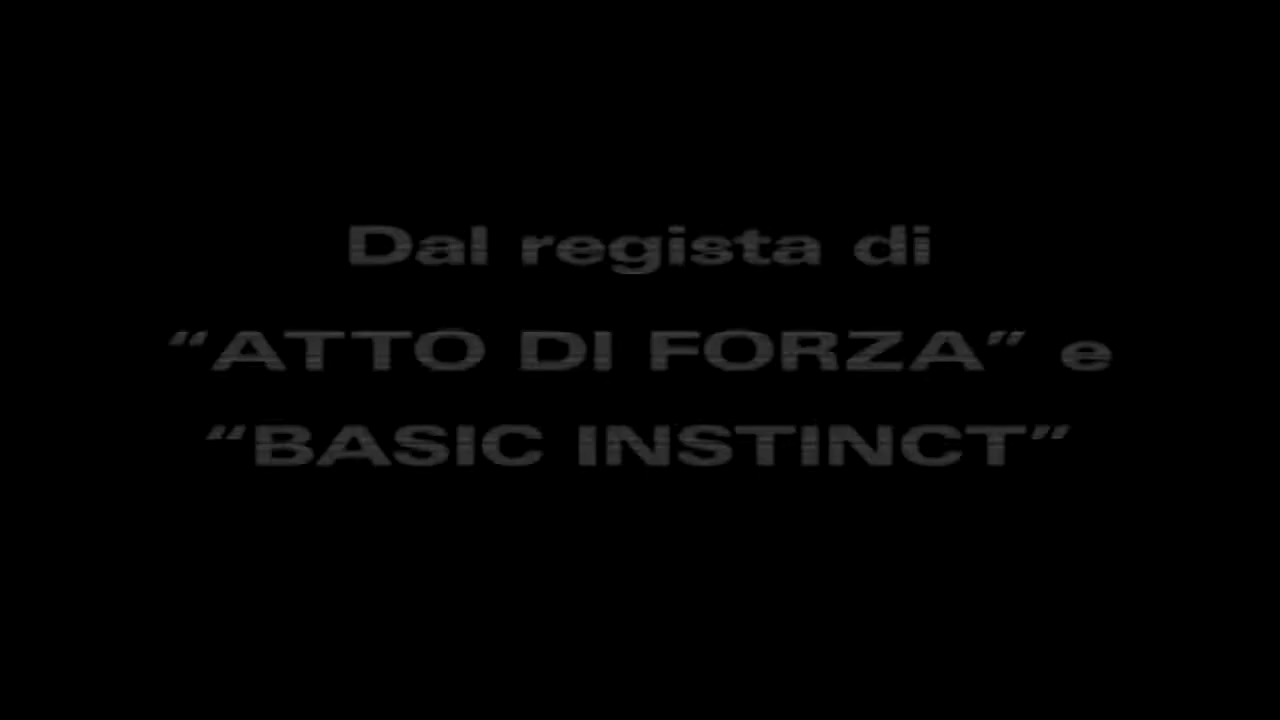 Dal regista di
“ATTO DI FORZA” e
“BASIC INSTINCT”